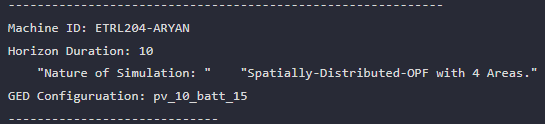 ------------------------------------------------------------
Machine ID: ETRL204-ARYAN
Horizon Duration: 10
    "Nature of Simulation: "    "Spatially-Distributed-OPF with 4 Areas."
GED Configuruation: pv_10_batt_15
-----------------------------